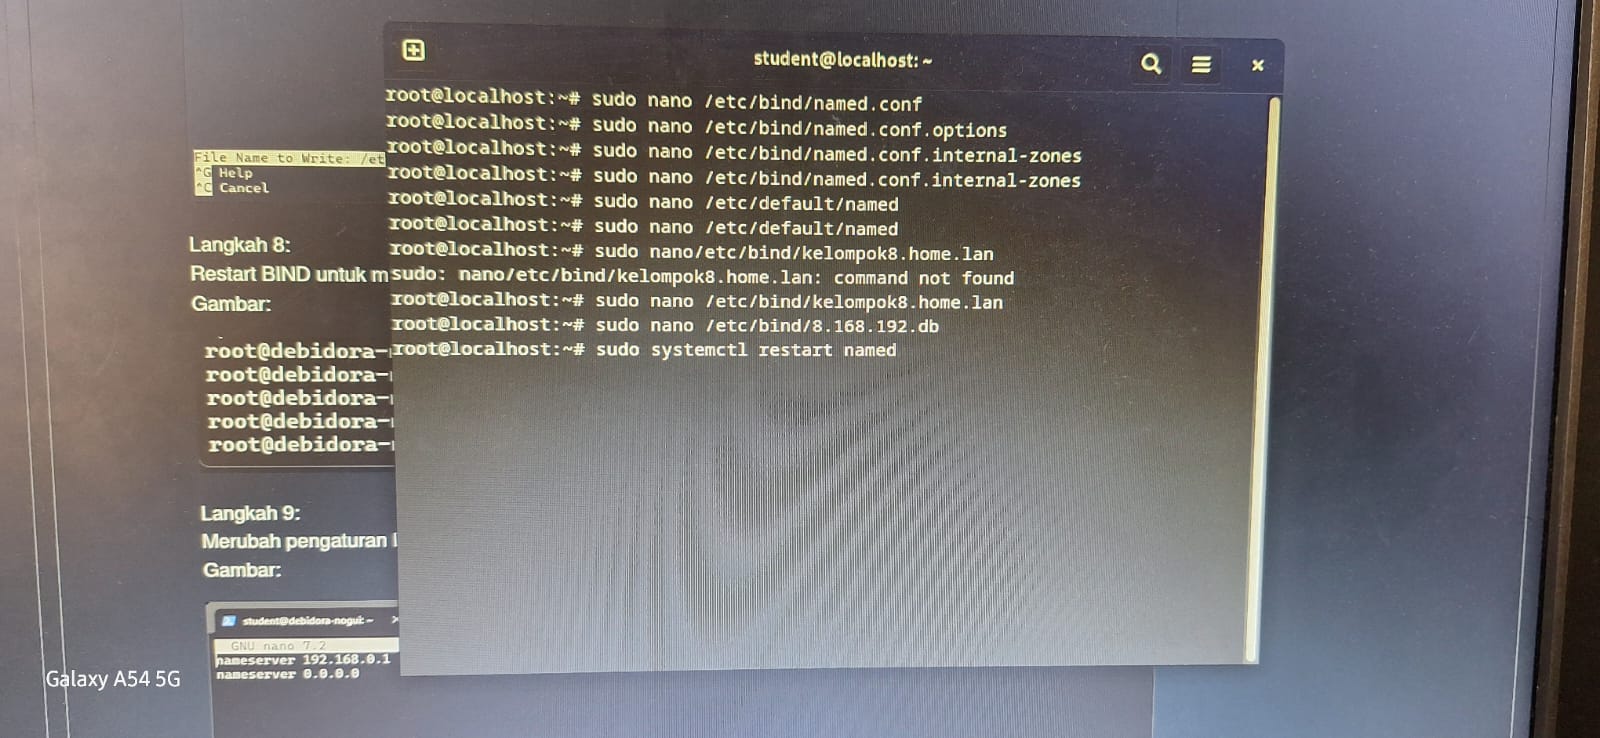 student@localhost: ~
root@localhost:~# sudo nano /etc/bind/named.conf
root@localhost:~# sudo nano /etc/bind/named.conf.options
root@localhost:~# sudo nano /etc/bind/named.conf.internal-zones
root@localhost:~# sudo nano /etc/bind/named.conf.internal-zones
root@localhost:~# sudo nano /etc/default/named
root@localhost:~# sudo nano /etc/default/named
root@localhost:~# sudo nano/etc/bind/kelompok8.home.lan
sudo: nano/etc/bind/kelompok8.home.lan: command not found
root@localhost:~# sudo nano /etc/bind/kelompok8.home.lan
root@localhost:~# sudo nano /etc/bind/8.168.192.db
root@localhost:~# sudo systemctl restart named
File Name to Write: /et
^G Help
^C Cancel
Langkah 8:
Restart BIND untuk m
Gambar:
root@debidora-
root@debidora-
root@debidora-
root@debidora-
root@debidora-
Langkah 9:
Merubah pengaturan
Gambar:
student@debidora-nogui: ~
GNU nano 7.2
nameserver 192.168.0.1
nameserver 0.0.0.0
Galaxy A54 5G